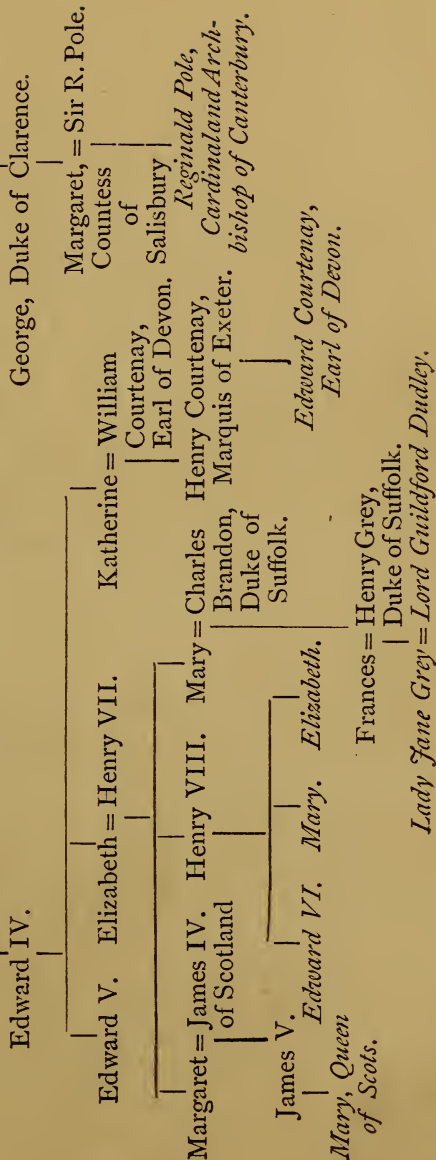 Edward IV.
George, Duke of Clarence.
Edward V. Elizabeth = Henry VII. Katherine = William
Courtenay,
Earl of Devon.
Margaret, = Sir R. Pole.
Countess
of
Salisbury
Margaret = James IV.
of Scotland
Henry VIII.
Mary = Charles
Brandon,
Duke of
Suffolk.
Henry Courtenay,
Marquis of Exeter.
Reginald Pole,
Cardinal and Arch-
bishop of Canterbury.
James V.
Edward VI. Mary. Elizabeth.
Edward Courtenay,
Earl of Devon.
Mary, Queen
of Scots.
Frances = Henry Grey,
Duke of Suffolk.
Lady Jane Grey = Lord Guildford Dudley.